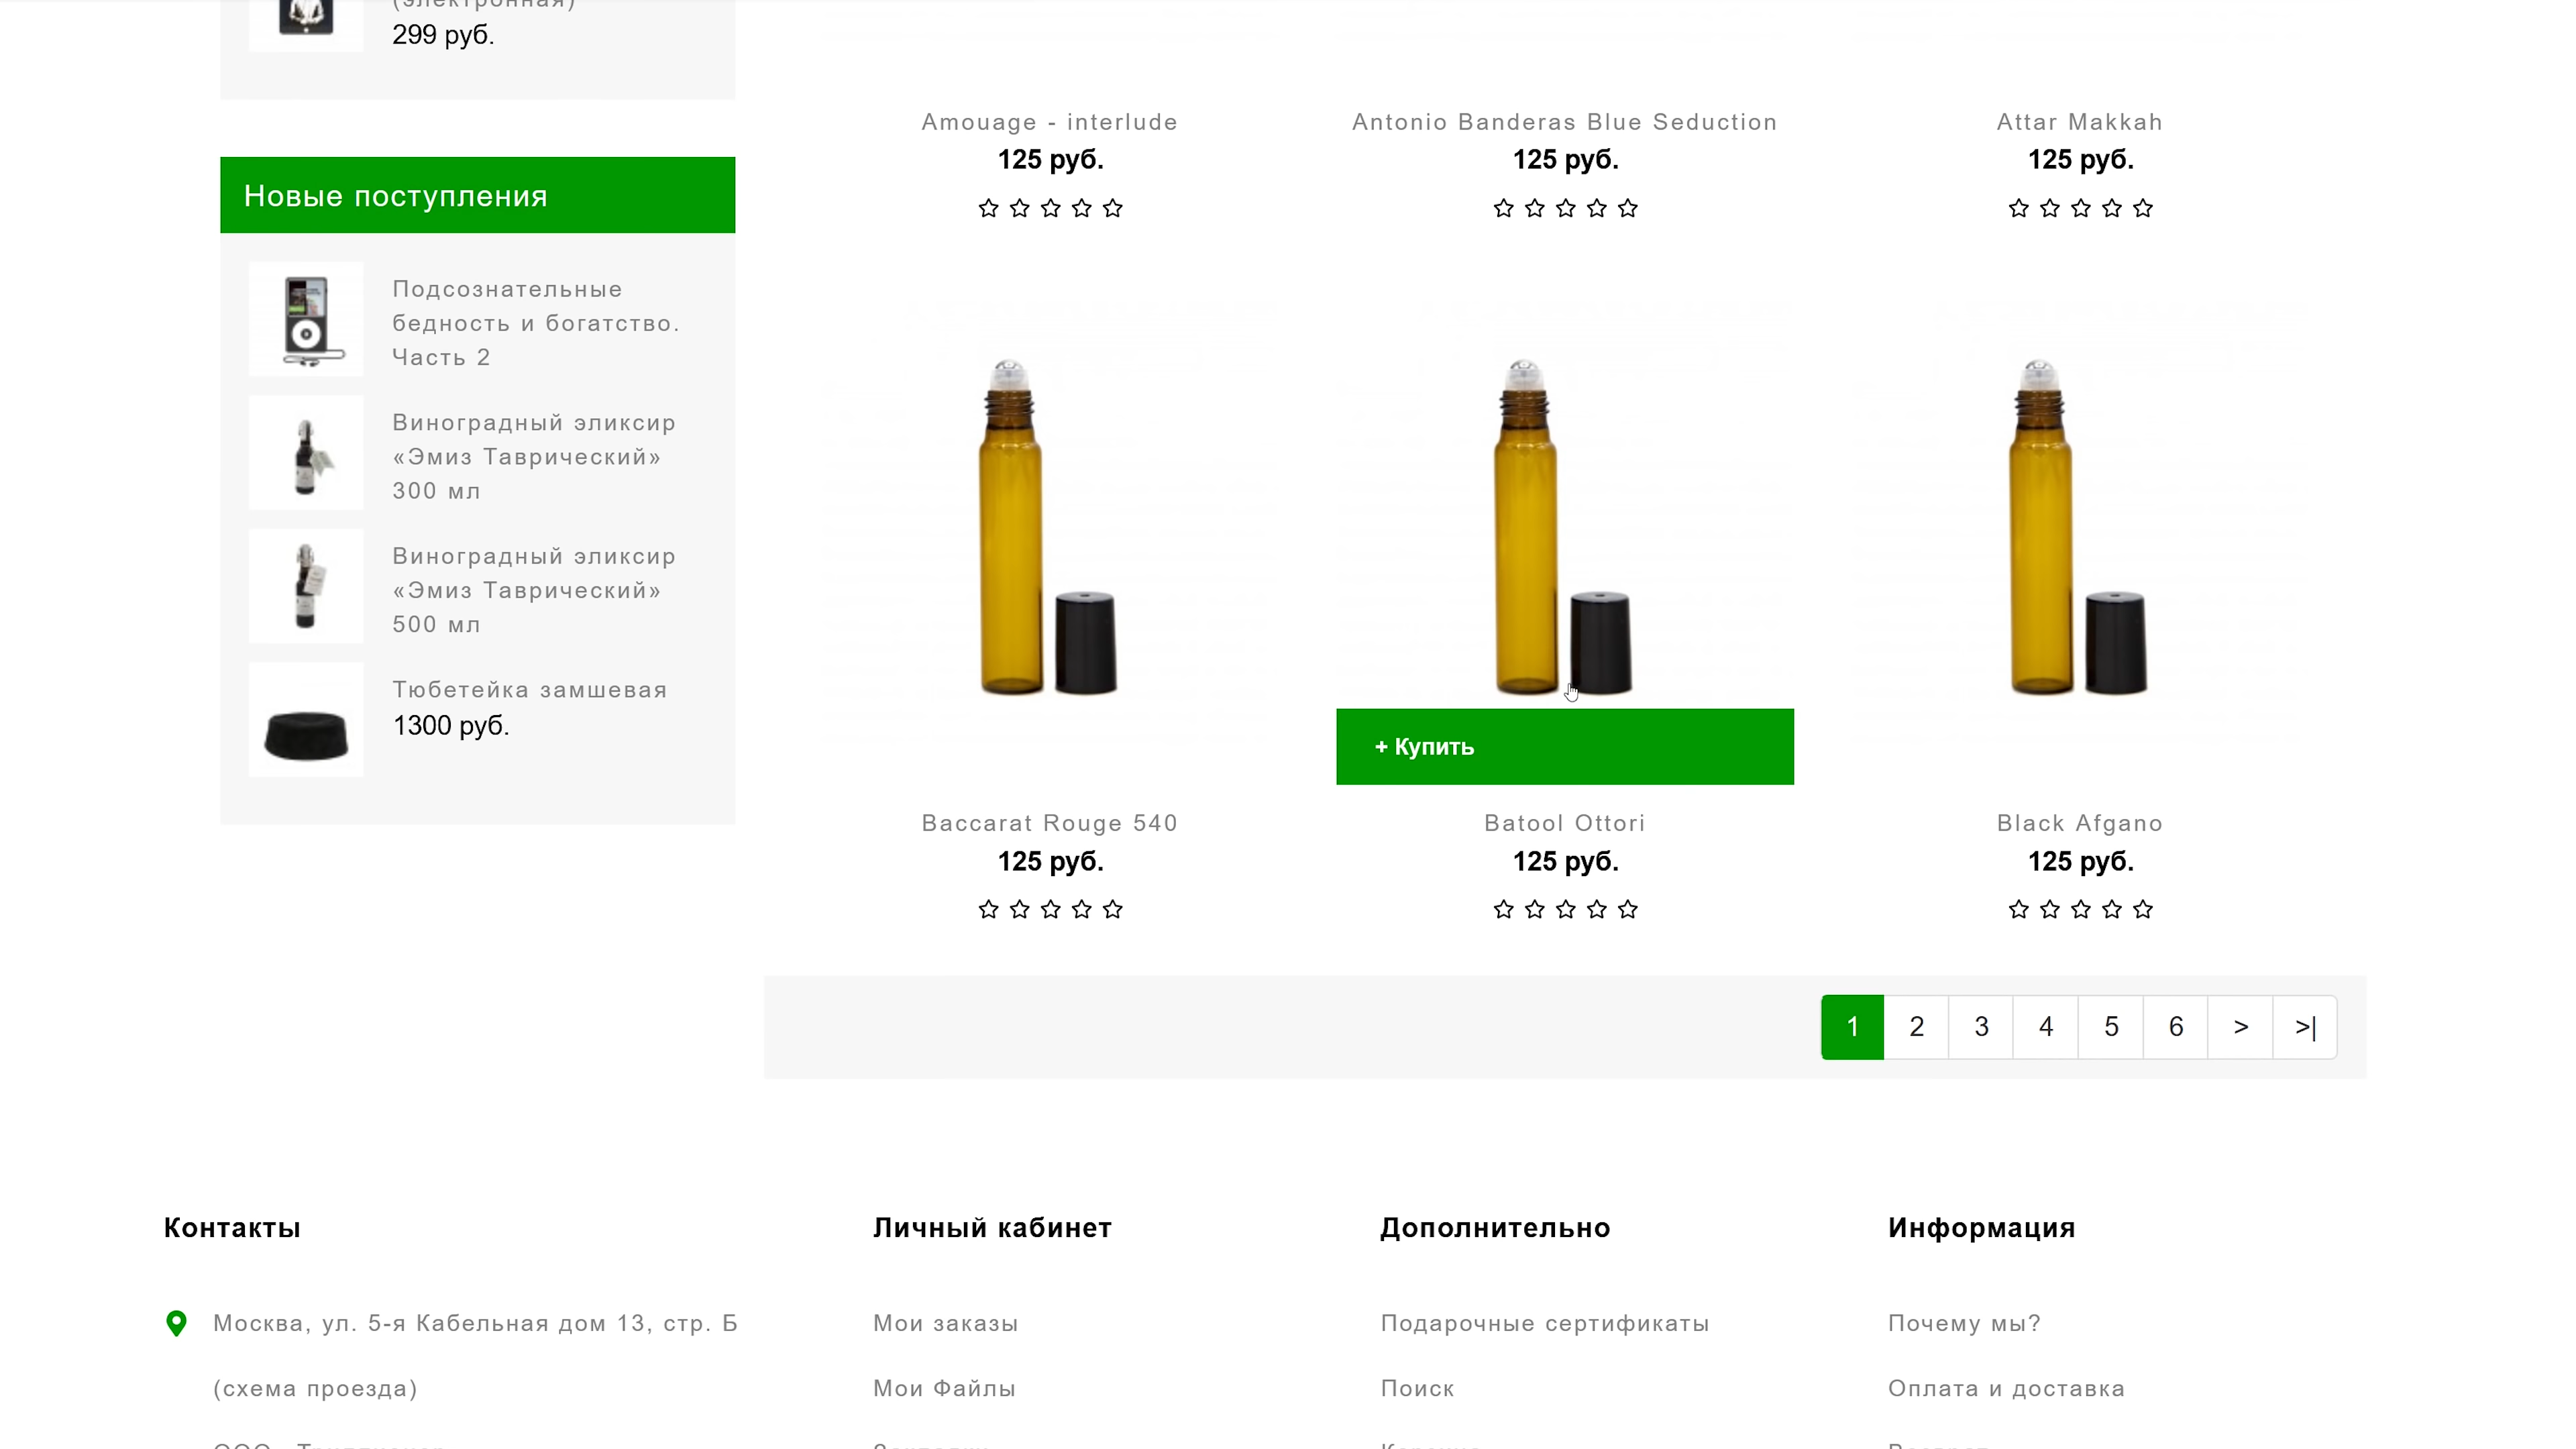 (электронная)
299 руб.
Новые поступления
Подсознательные
бедность и богатство.
Часть 2
Виноградный эликсир
«Эмиз Таврический»
300 мл
Виноградный эликсир
«Эмиз Таврический»
500 мл
Тюбетейка замшевая
1300 руб.
Amouage - interlude
125 руб.
Antonio Banderas Blue Seduction
125 руб.
Attar Makkah
125 руб.
Baccarat Rouge 540
125 руб.
+ Купить
Batool Ottori
125 руб.
Black Afgano
125 руб.
1 2 3 4 5 6 > >|
Контакты
Москва, ул. 5-я Кабельная дом 13, стр. Б
(схема проезда)
Личный кабинет
Мои заказы
Мои Файлы
Дополнительно
Подарочные сертификаты
Поиск
Информация
Почему мы?
Оплата и доставка